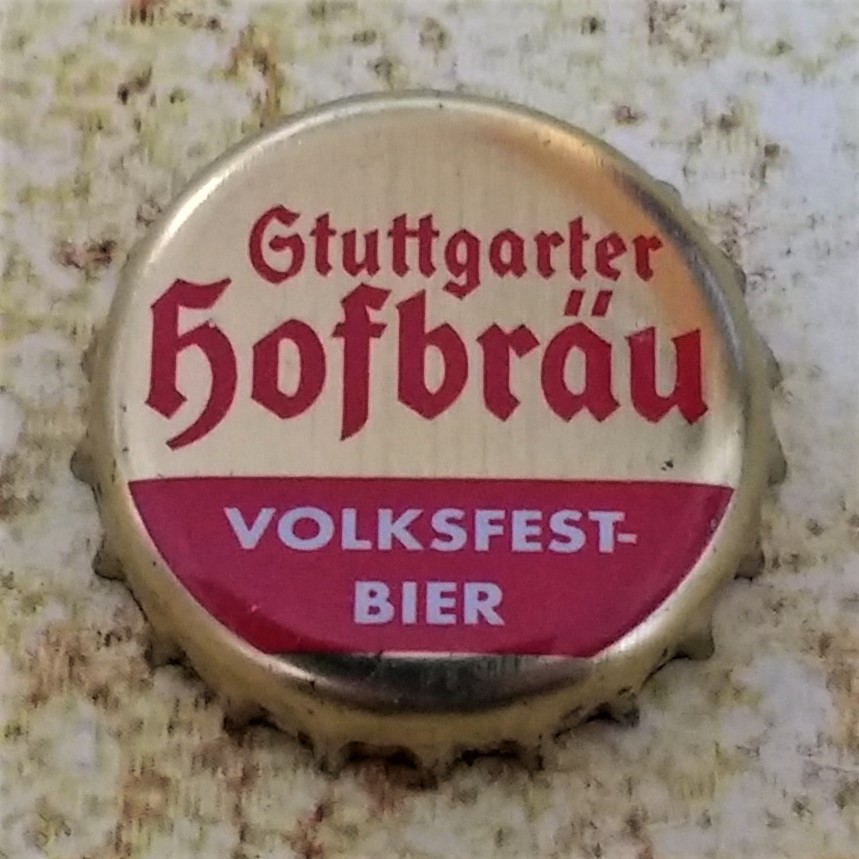 Stuttgarter
Hofbräu
VOLKSFEST-
BIER